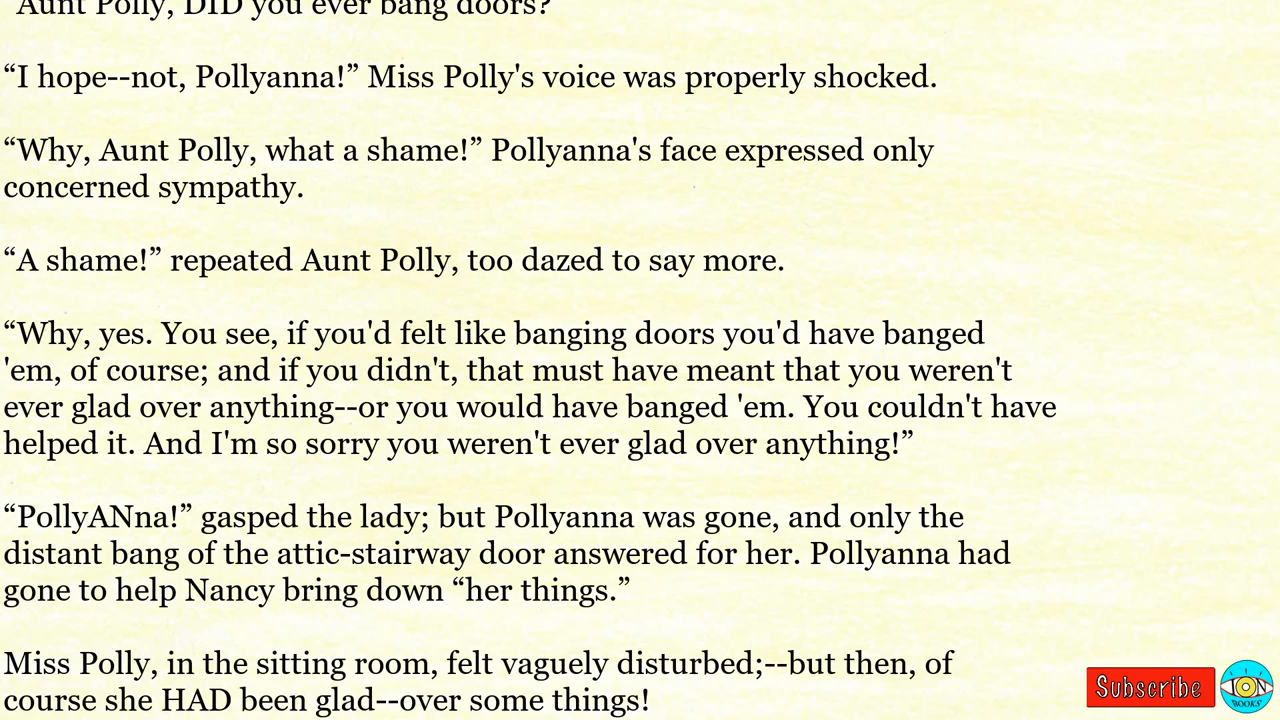 Aunt Polly, DID you ever bang doors?
“I hope--not, Pollyanna!” Miss Polly's voice was properly shocked.
“Why, Aunt Polly, what a shame!” Pollyanna's face expressed only
concerned sympathy.
“A shame!” repeated Aunt Polly, too dazed to say more.
“Why, yes. You see, if you'd felt like banging doors you'd have banged
'em, of course; and if you didn't, that must have meant that you weren't
ever glad over anything--or you would have banged 'em. You couldn't have
helped it. And I'm so sorry you weren't ever glad over anything!”
“PollyANna!” gasped the lady; but Pollyanna was gone, and only the
distant bang of the attic-stairway door answered for her. Pollyanna had
gone to help Nancy bring down “her things.”
Miss Polly, in the sitting room, felt vaguely disturbed;--but then, of
course she HAD been glad--over some things!
Subscribe
I
ION
BOOKS